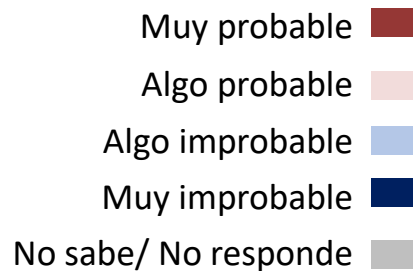 Muy probable
Algo probable
Algo improbable
Muy improbable
No sabe/ No responde